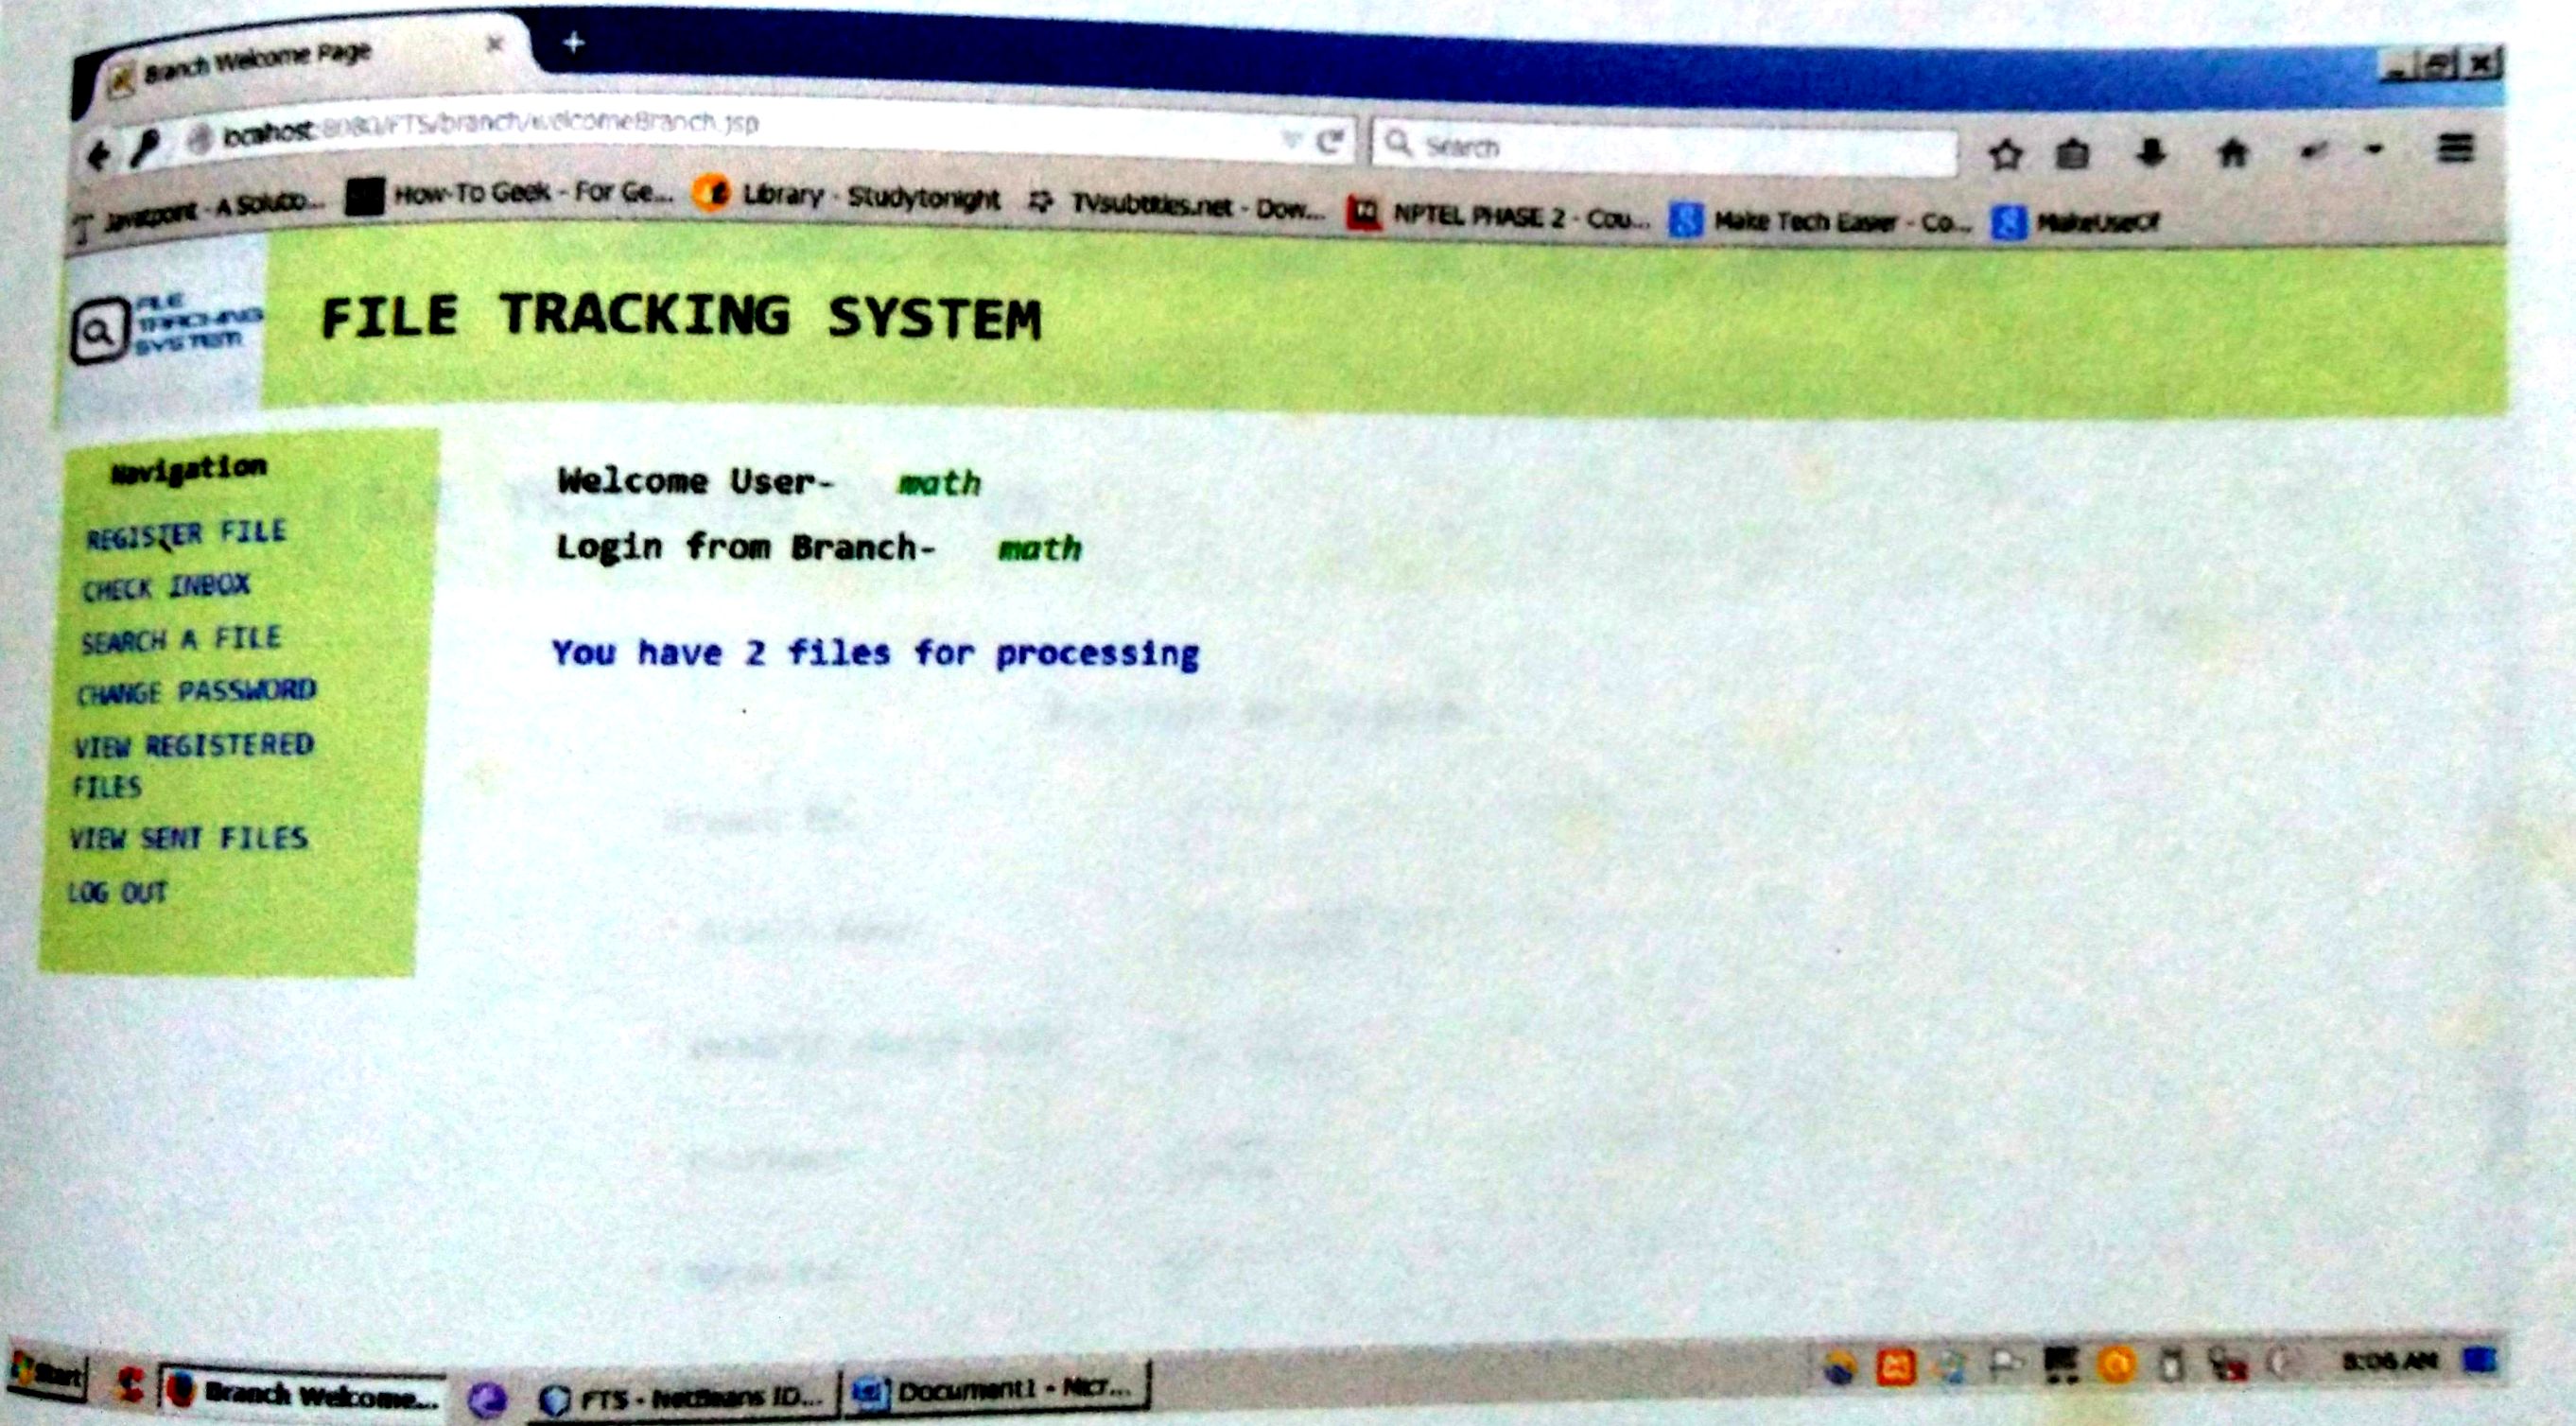 Branch Welcome Page
localhost:8080/FTS/branch/welcomeBranch.jsp
Search
Javatpoint - A Solutio...
How-To Geek - For Ge...
Library - Studytonight
TVsubtitles.net - Dow...
NPTEL PHASE 2 - Cou...
Make Tech Easier - Co...
MakeUseOf
FILE
TRACKING
SYSTEM
FILE TRACKING SYSTEM
Navigation
REGISTER FILE
CHECK INBOX
SEARCH A FILE
CHANGE PASSWORD
VIEW REGISTERED
FILES
VIEW SENT FILES
LOG OUT
Welcome User- math
Login from Branch- math
You have 2 files for processing
Start
Branch Welcome...
FTS - NetBeans ID...
Document1 - Micr...
8:06 AM